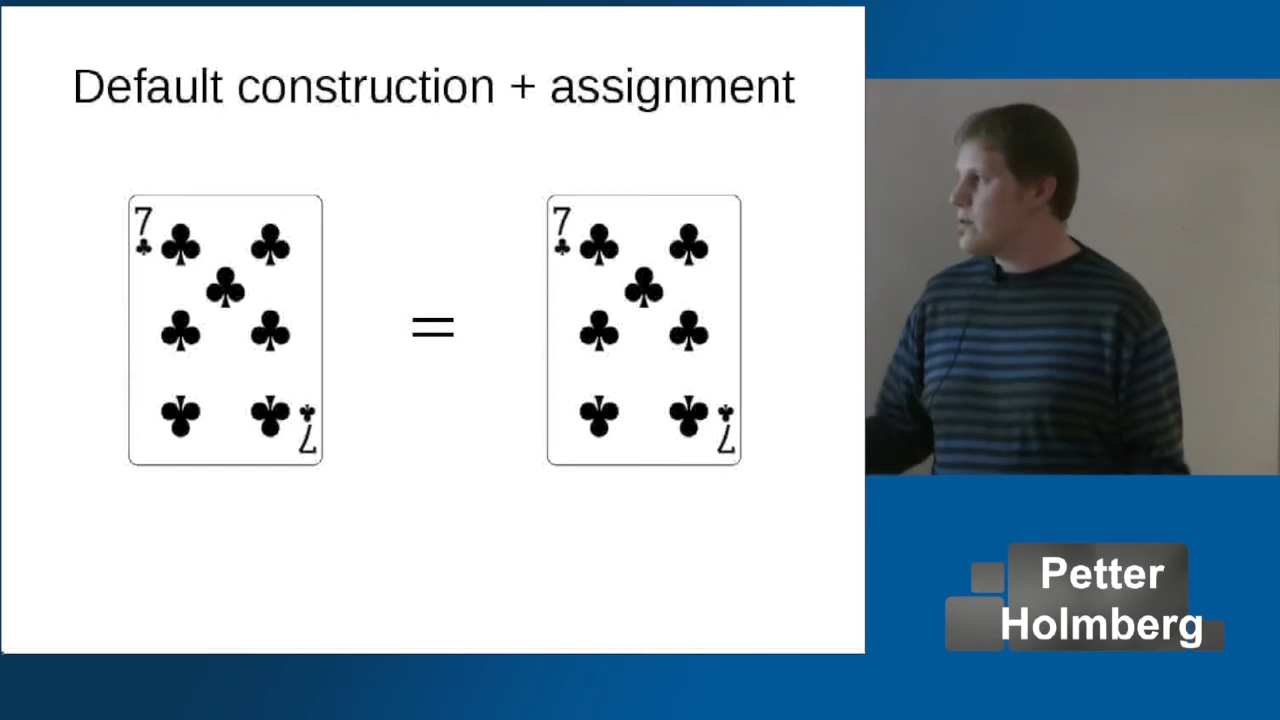 Default construction + assignment
7
7
=
7
7
Petter
Holmberg